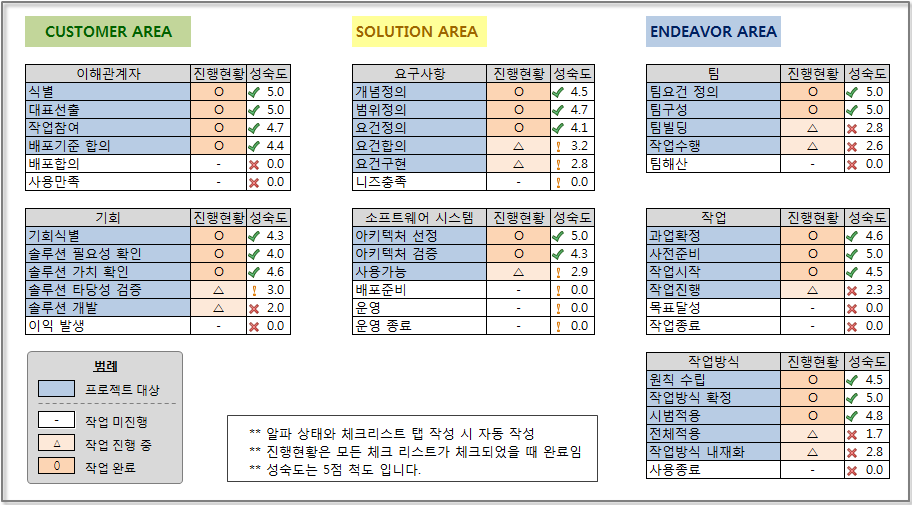 CUSTOMER AREA
이해관계자 진행현황 성숙도
식별 O 5.0
대표선출 O 5.0
작업참여 O 4.7
배포기준 합의 O 4.4
배포합의 - 0.0
사용만족 - 0.0
기회 진행현황 성숙도
기회식별 O 4.3
솔루션 필요성 확인 O 4.0
솔루션 가치 확인 O 4.6
솔루션 타당성 검증 △ 3.0
솔루션 개발 △ 2.0
이익 발생 - 0.0
범례
프로젝트 대상
- 작업 미진행
△ 작업 진행 중
O 작업 완료
SOLUTION AREA
요구사항 진행현황 성숙도
개념정의 O 4.5
범위정의 O 4.7
요건정의 O 4.1
요건합의 △ 3.2
요건구현 △ 2.8
니즈충족 - 0.0
소프트웨어 시스템 진행현황 성숙도
아키텍처 선정 O 5.0
아키텍처 검증 O 4.3
사용가능 △ 2.9
배포준비 - 0.0
운영 - 0.0
운영 종료 - 0.0
** 알파 상태와 체크리스트 탭 작성 시 자동 작성
** 진행현황은 모든 체크 리스트가 체크되었을 때 완료임
** 성숙도는 5점 척도 입니다.
ENDEAVOR AREA
팀 진행현황 성숙도
팀요건 정의 O 5.0
팀구성 O 5.0
팀빌딩 △ 2.8
작업수행 △ 2.6
팀해산 - 0.0
작업 진행현황 성숙도
과업확정 O 4.6
사전준비 O 5.0
작업시작 O 4.5
작업진행 △ 2.3
목표달성 - 0.0
작업종료 - 0.0
작업방식 진행현황 성숙도
원칙 수립 O 4.5
작업방식 확정 O 5.0
시범적용 O 4.8
전체적용 △ 1.7
작업방식 내재화 △ 2.8
사용종료 - 0.0